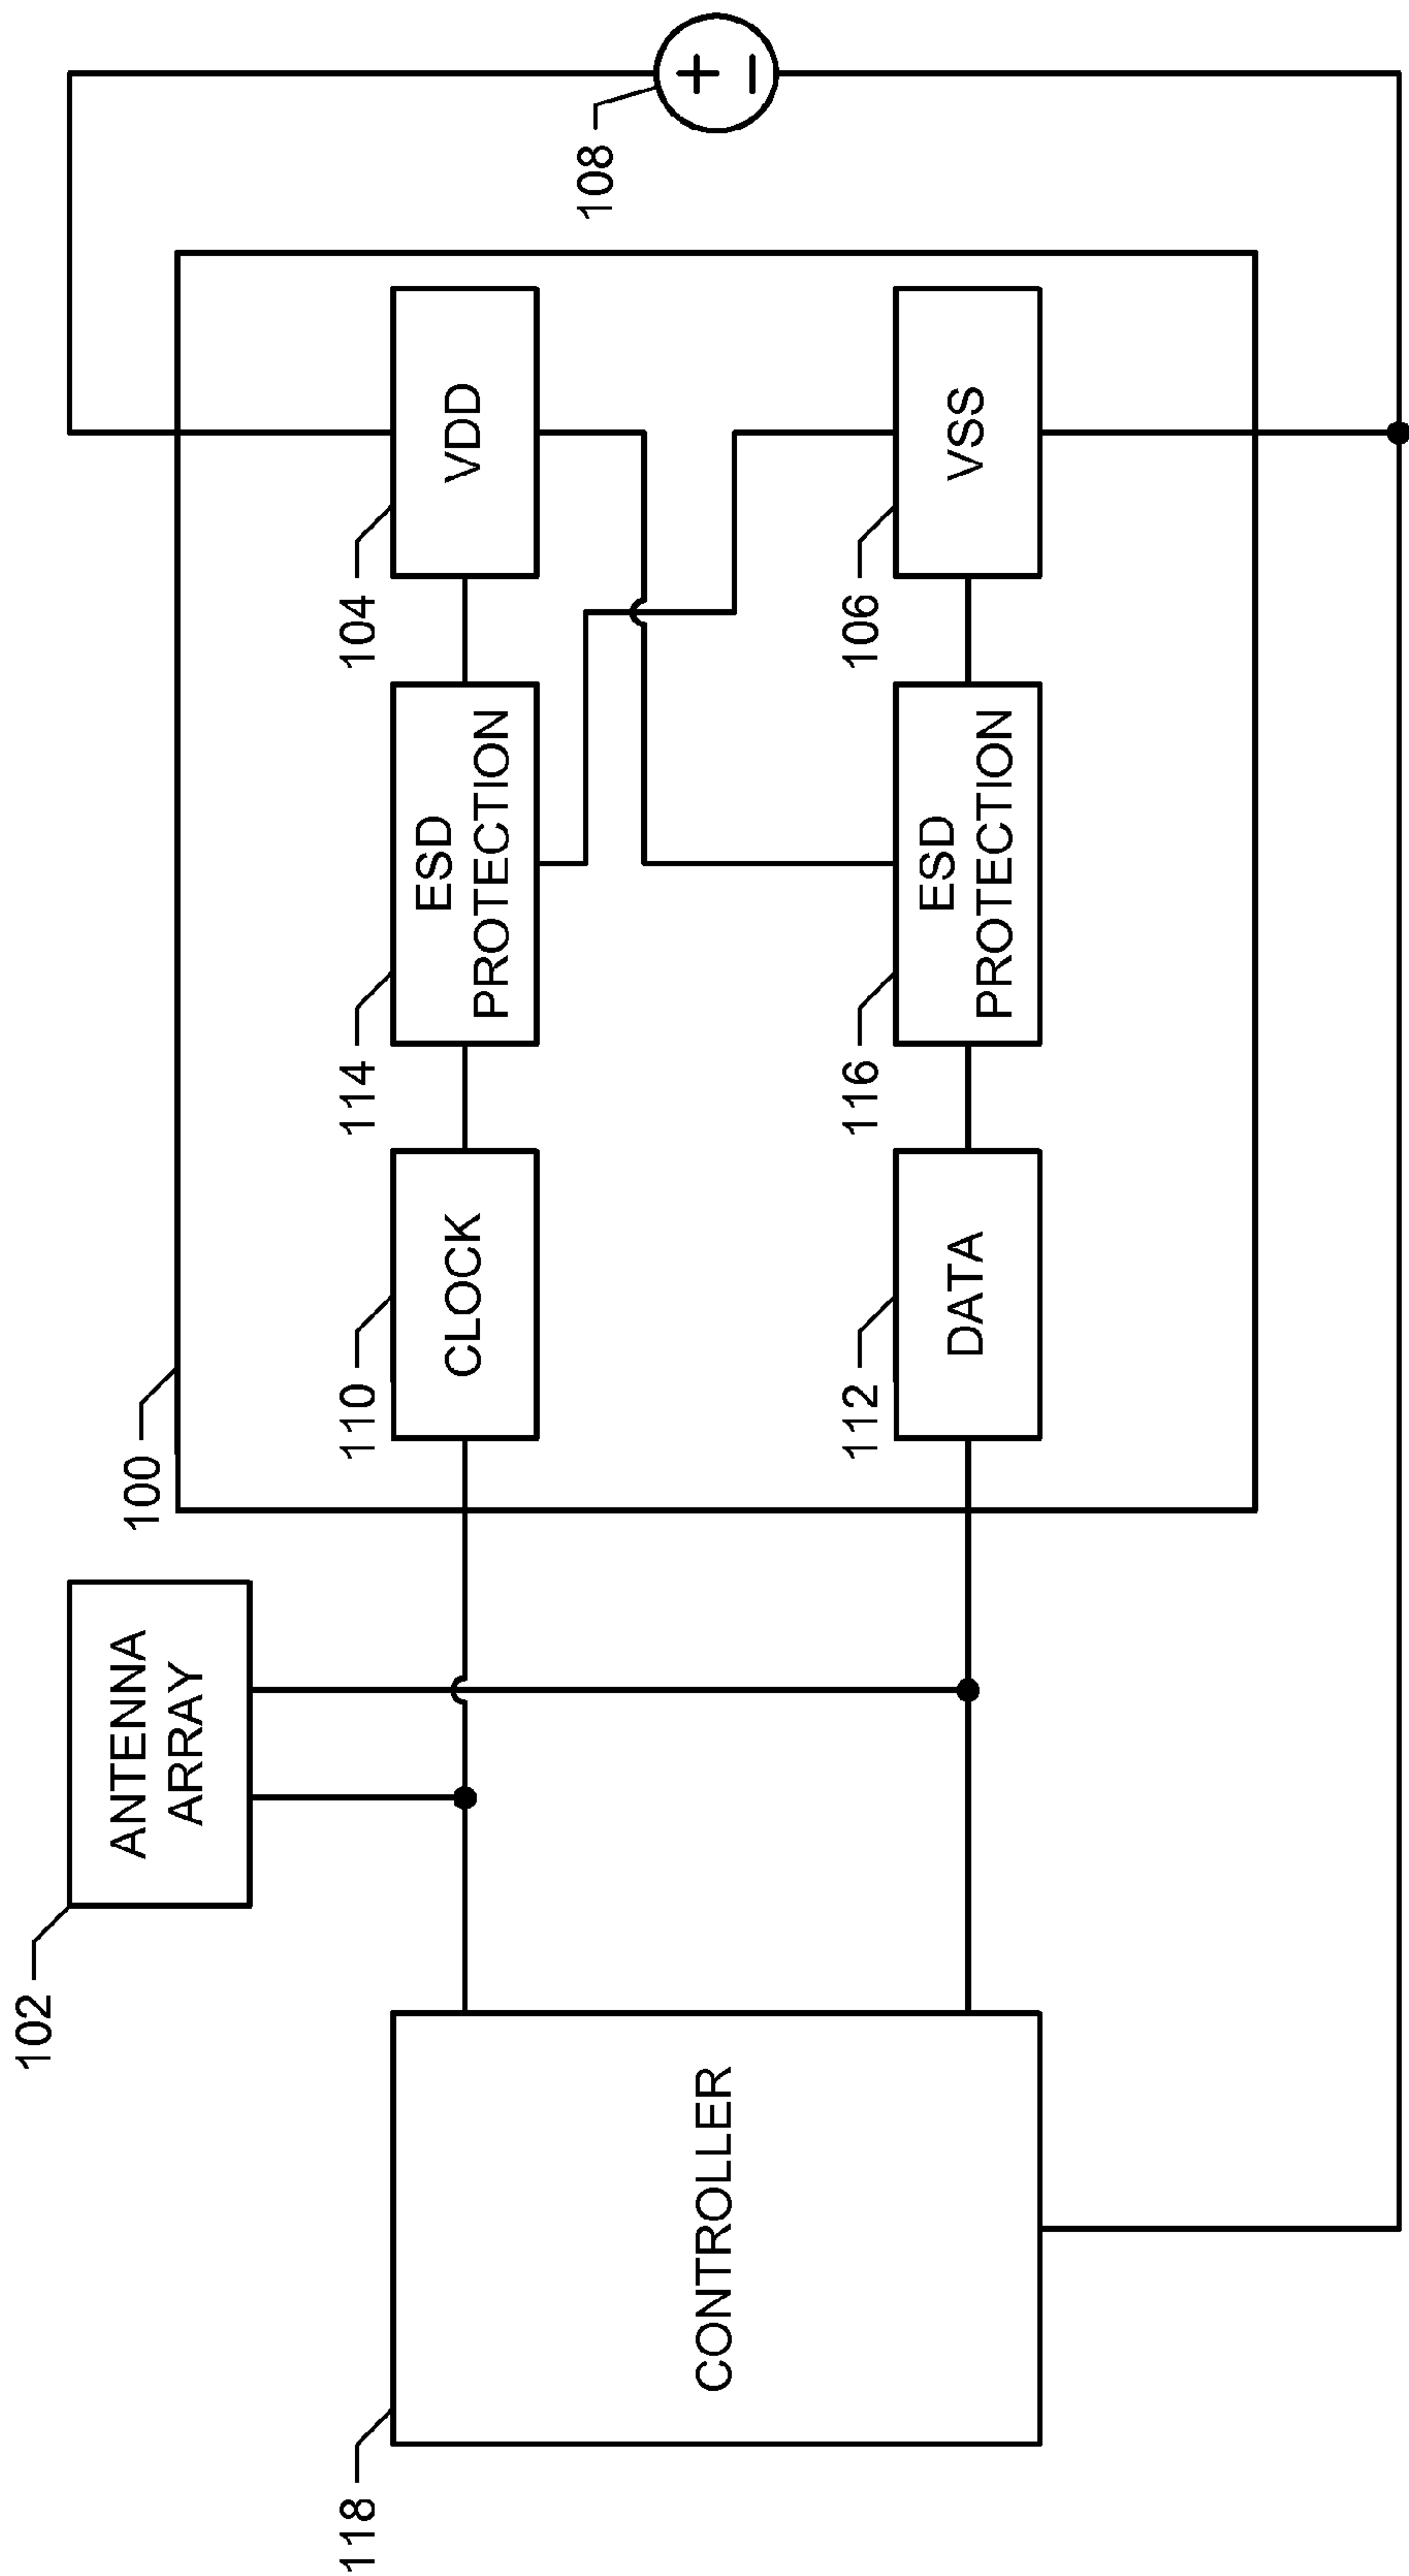 102
ANTENNA
ARRAY
100
108
110
CLOCK
114
ESD
PROTECTION
104
VDD
+
−
118
CONTROLLER
112
DATA
116
ESD
PROTECTION
106
VSS